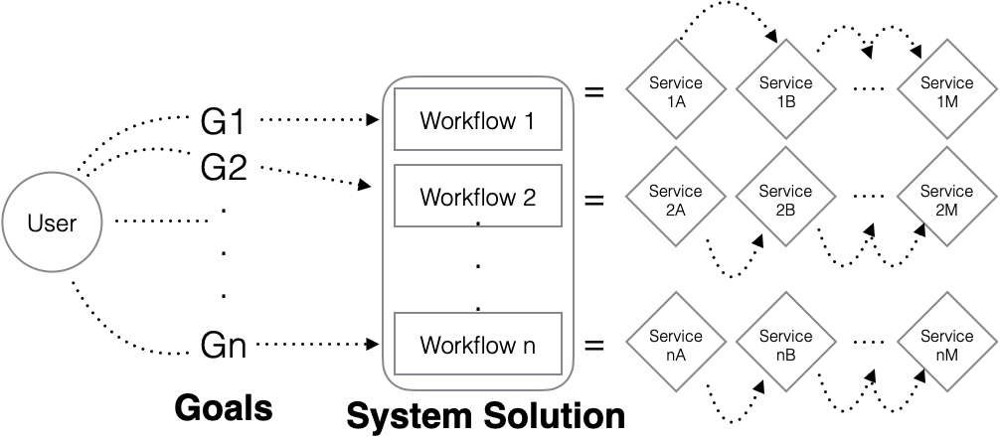 User
G1
G2
.
.
.
Gn
Goals
Workflow 1
Workflow 2
.
.
.
Workflow n
System Solution
=
Service
1A
Service
1B
....
Service
1M
=
Service
2A
Service
2B
....
Service
2M
=
Service
nA
Service
nB
....
Service
nM